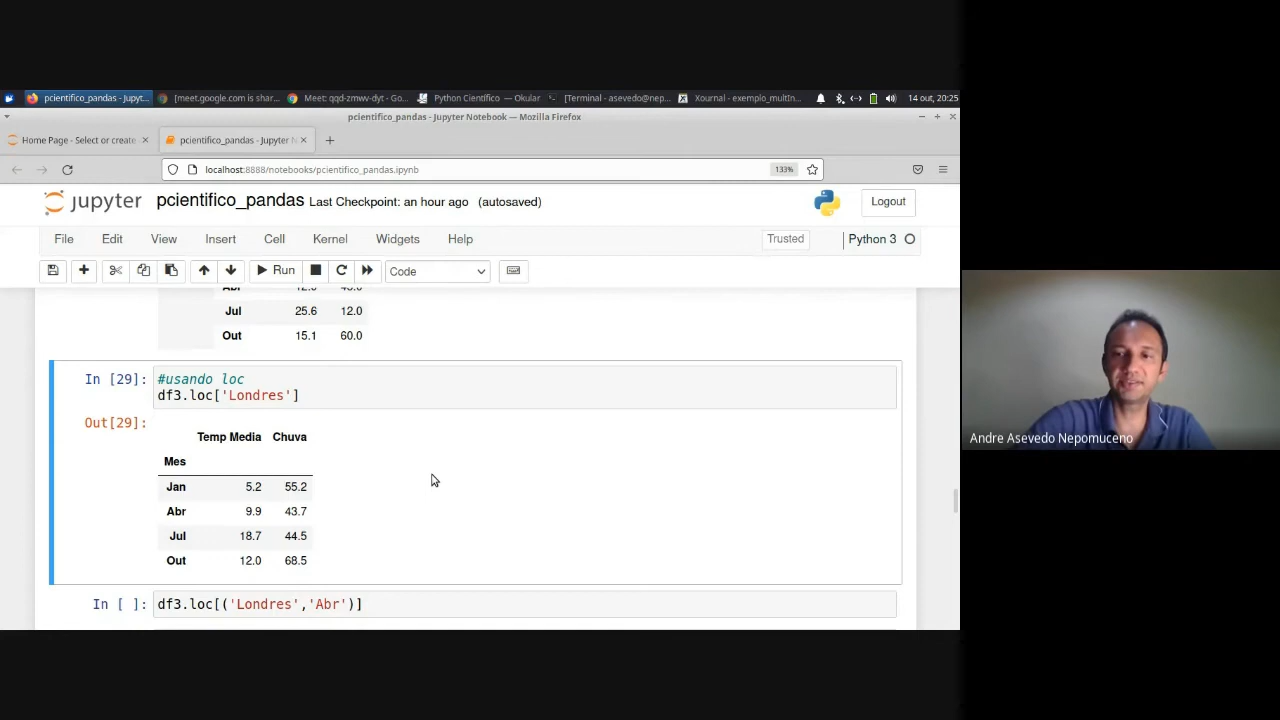 pcientifico_pandas - Jupyt...
[meet.google.com is shar...
Meet: qqd-zmwv-dyt - Go...
Python Científico — Okular
[Terminal - asevedo@nep...
Xournal - exemplo_multIn...
14 out, 20:25
pcientifico_pandas - Jupyter Notebook — Mozilla Firefox
Home Page - Select or create
pcientifico_pandas - Jupyter N
localhost:8888/notebooks/pcientifico_pandas.ipynb
133%
jupyter pcientifico_pandas Last Checkpoint: an hour ago (autosaved)
Logout
File Edit View Insert Cell Kernel Widgets Help
Trusted
Python 3
Run
Code
Jul 25.6 12.0
Out 15.1 60.0
In [29]: #usando loc
df3.loc['Londres']
Out[29]:
Temp Media Chuva
Mes
Jan 5.2 55.2
Abr 9.9 43.7
Jul 18.7 44.5
Out 12.0 68.5
In [ ]: df3.loc[('Londres','Abr')]
Andre Asevedo Nepomuceno